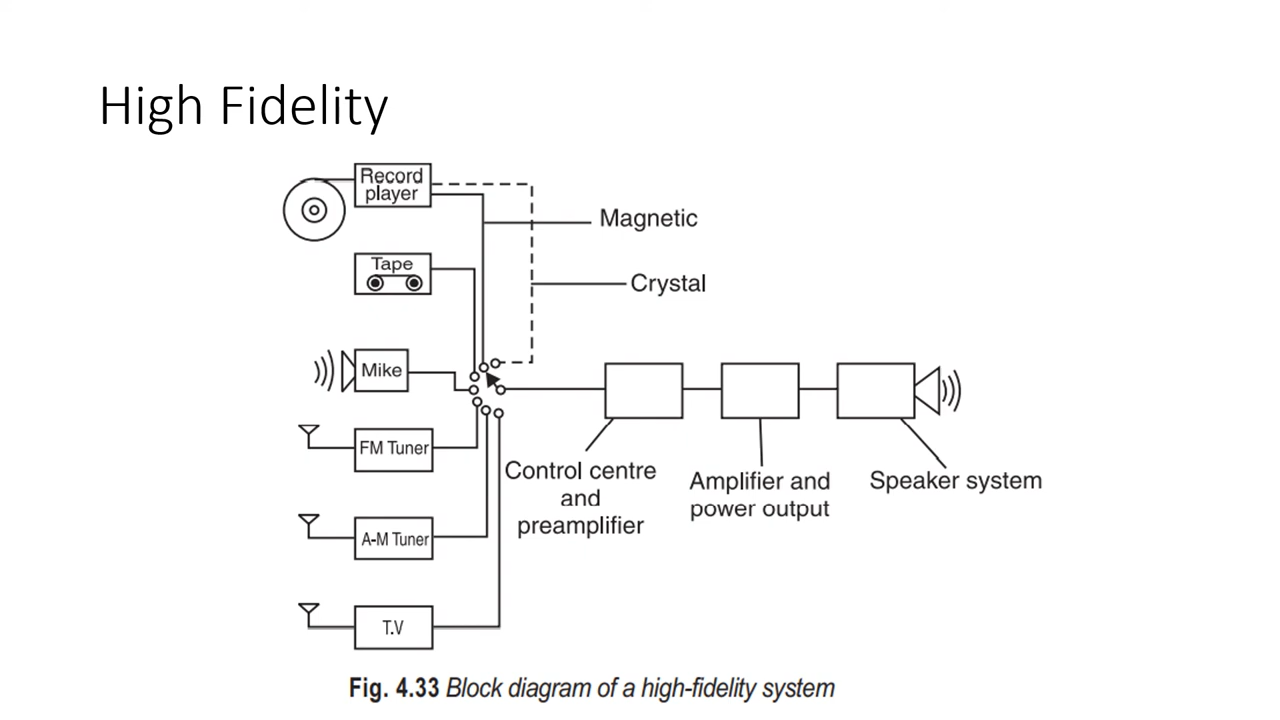 High Fidelity
Record
player
Magnetic
Tape
Crystal
Mike
FM Tuner
Control centre
and
preamplifier
Amplifier and
power output
Speaker system
A-M Tuner
T.V
Fig. 4.33 Block diagram of a high-fidelity system